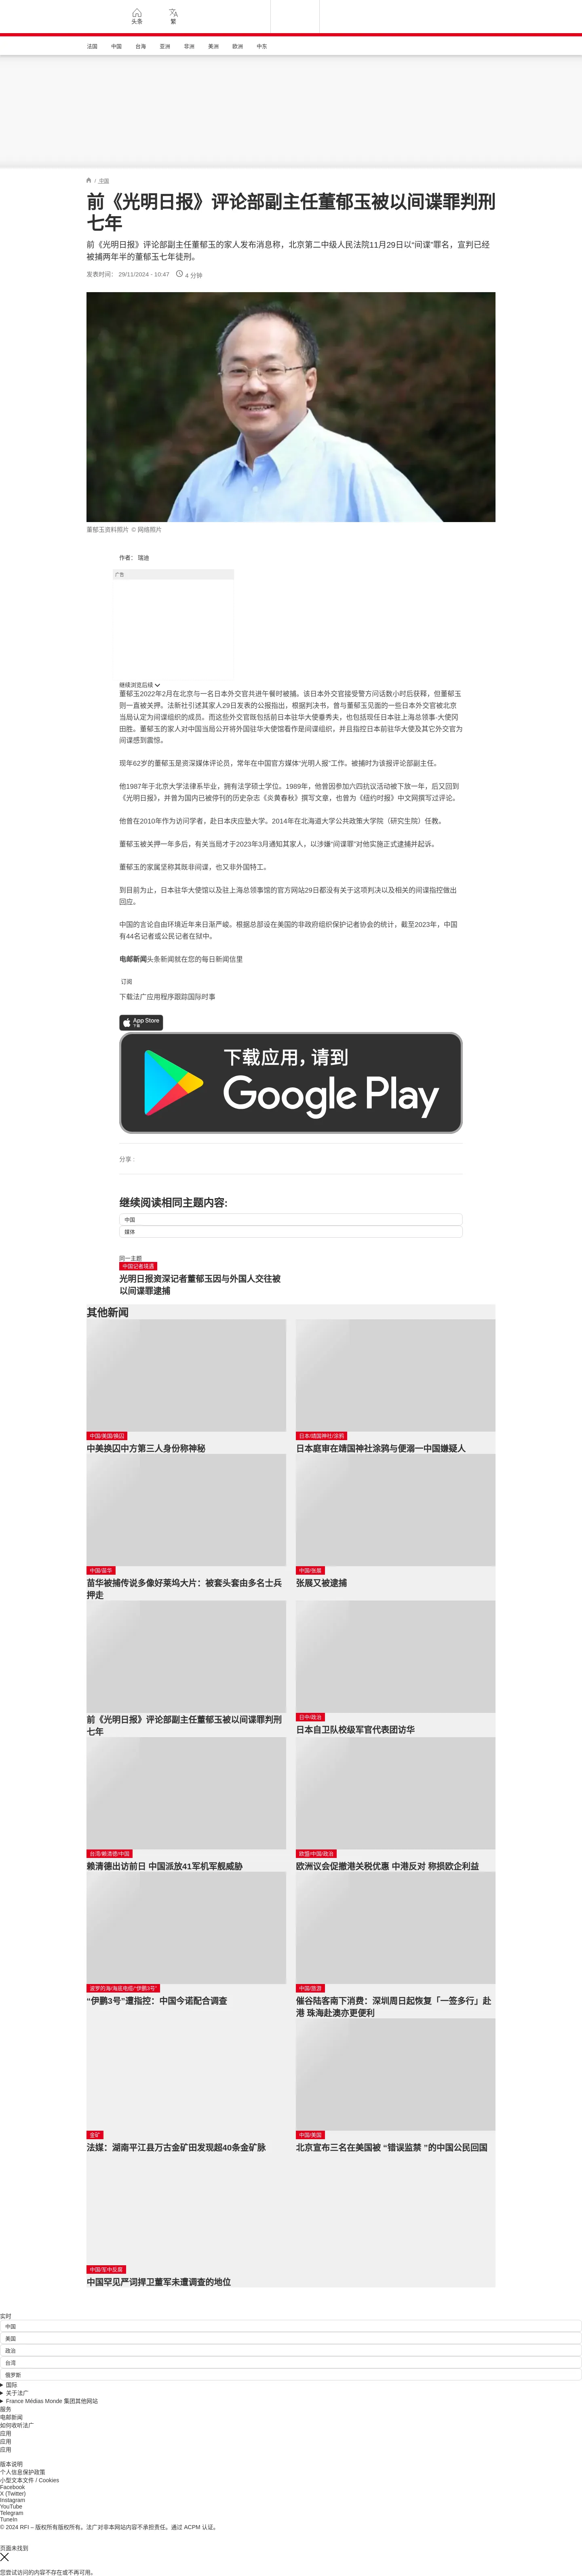 头条
繁
法国
中国
台海
亚洲
非洲
美洲
欧洲
中东
/ 中国
前《光明日报》评论部副主任董郁玉被以间谍罪判刑
七年
前《光明日报》评论部副主任董郁玉的家人发布消息称，北京第二中级人民法院11月29日以“间谍”罪名，宣判已经
被捕两年半的董郁玉七年徒刑。
发表时间： 29/11/2024 - 10:47
4 分钟
董郁玉资料照片 © 网络照片
作者： 瑞迪
广告
继续浏览后续
董郁玉2022年2月在北京与一名日本外交官共进午餐时被捕。该日本外交官接受警方问话数小时后获释，但董郁玉
则一直被关押。法新社引述其家人29日发表的公报指出，根据判决书，曾与董郁玉见面的一些日本外交官被北京
当局认定为间谍组织的成员。而这些外交官既包括前日本驻华大使垂秀夫，也包括现任日本驻上海总领事-大使冈
田胜。董郁玉的家人对中国当局公开将外国驻华大使馆看作是间谍组织，并且指控日本前驻华大使及其它外交官为
间谍感到震惊。
现年62岁的董郁玉是资深媒体评论员，常年在中国官方媒体“光明人报”工作。被捕时为该报评论部副主任。
他1987年于北京大学法律系毕业，拥有法学硕士学位。1989年，他曾因参加六四抗议活动被下放一年，后又回到
《光明日报》，并曾为国内已被停刊的历史杂志《炎黄春秋》撰写文章，也曾为《纽约时报》中文网撰写过评论。
他曾在2010年作为访问学者，赴日本庆应塾大学。2014年在北海道大学公共政策大学院（研究生院）任教。
董郁玉被关押一年多后，有关当局才于2023年3月通知其家人，以涉嫌“间谍罪”对他实施正式逮捕并起诉。
董郁玉的家属坚称其既非间谍，也又非外国特工。
到目前为止，日本驻华大使馆以及驻上海总领事馆的官方网站29日都没有关于这项判决以及相关的间谍指控做出
回应。
中国的言论自由环境近年来日渐严峻。根据总部设在美国的非政府组织保护记者协会的统计，截至2023年，中国
有44名记者或公民记者在狱中。
电邮新闻头条新闻就在您的每日新闻信里
订阅
下载法广应用程序跟踪国际时事
App Store
下载
下载应用，请到
Google Play
分享 :
继续阅读相同主题内容:
中国
媒体
同一主题
中国记者境遇
光明日报资深记者董郁玉因与外国人交往被
以间谍罪逮捕
其他新闻
中国/美国/换囚
中美换囚中方第三人身份称神秘
日本/靖国神社/涂鸦
日本庭审在靖国神社涂鸦与便溺一中国嫌疑人
中国/苗华
苗华被捕传说多像好莱坞大片：被套头套由多名士兵
押走
中国/张展
张展又被逮捕
前《光明日报》评论部副主任董郁玉被以间谍罪判刑
七年
日中/政治
日本自卫队校级军官代表团访华
台湾/赖清德/中国
赖清德出访前日 中国派放41军机军舰威胁
欧盟/中国/政治
欧洲议会促撤港关税优惠 中港反对 称损欧企利益
波罗的海/海底电缆/“伊鹏3号”
“伊鹏3号”遭指控：中国今诺配合调查
中国/旅游
催谷陆客南下消费：深圳周日起恢复「一签多行」赴
港 珠海赴澳亦更便利
金矿
法媒：湖南平江县万古金矿田发现超40条金矿脉
中国/美国
北京宣布三名在美国被 “错误监禁 ”的中国公民回国
中国/军中反腐
中国罕见严词捍卫董军未遭调查的地位
实时
中国
美国
政治
台湾
俄罗斯
国际
关于法广
France Médias Monde 集团其他网站
服务
电邮新闻
如何收听法广
应用
应用
应用
版本说明
个人信息保护政策
小型文本文件 / Cookies
Facebook
X (Twitter)
Instagram
YouTube
Telegram
TuneIn
© 2024 RFI – 版权所有版权所有。法广对非本网站内容不承担责任。通过 ACPM 认证。
页面未找到
您尝试访问的内容不存在或不再可用。